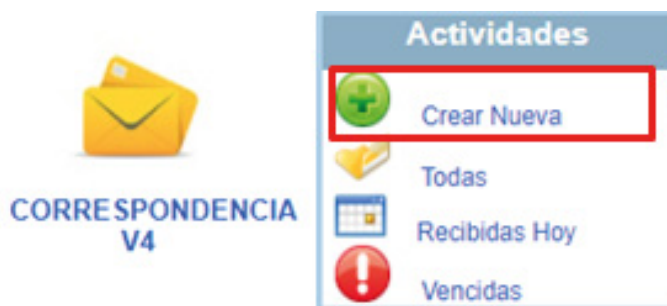 CORRESPONDENCIA
V4
Actividades
Crear Nueva
Todas
Recibidas Hoy
Vencidas